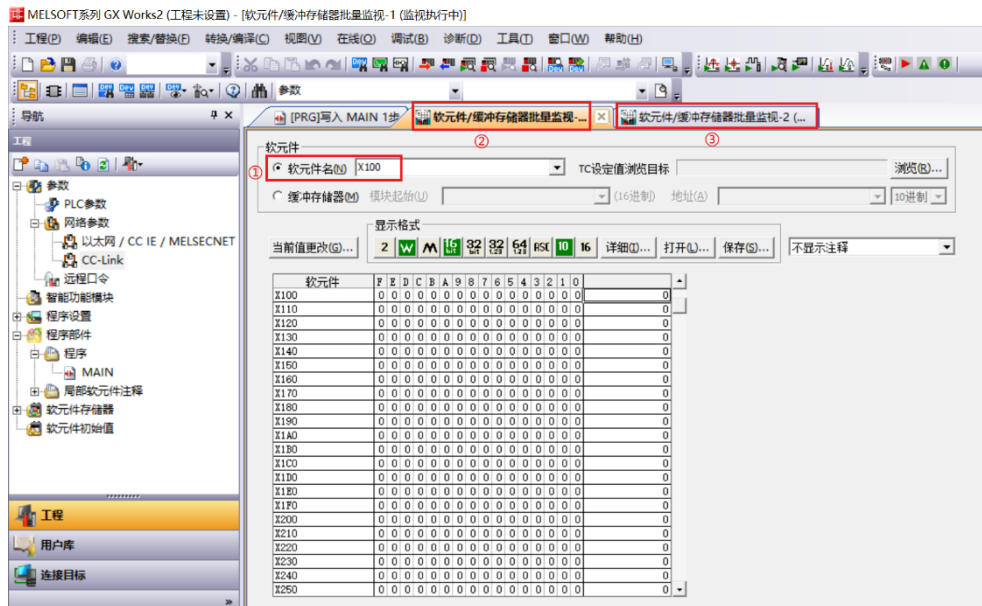 MELSOFT系列 GX Works2 (工程未设置) - [软元件/缓冲存储器批量监视-1 (监视执行中)]
工程(P) 编辑(E) 搜索/替换(F) 转换/编译(C) 视图(V) 在线(O) 调试(B) 诊断(D) 工具(T) 窗口(W) 帮助(H)
参数
导航
[PRG]写入 MAIN 1步
软元件/缓冲存储器批量监视-...
软元件/缓冲存储器批量监视-2 (...
②
③
工程
软元件
①
软元件名(N) X100
TC设定值浏览目标
浏览(R)...
缓冲存储器(M) 模块起始(U)
(16进制) 地址(A)
10进制
显示格式
当前值更改(G)...
2 W M 16bit 32bit 32 1.23 64 1.23 ASC 10 16
详细(I)...
打开(L)...
保存(S)...
不显示注释
参数
PLC参数
网络参数
以太网 / CC IE / MELSECNET
CC-Link
远程口令
智能功能模块
程序设置
程序部件
程序
MAIN
局部软元件注释
软元件存储器
软元件初始值
工程
用户库
连接目标
»
软元件 F E D C B A 9 8 7 6 5 4 3 2 1 0
X100 0 0 0 0 0 0 0 0 0 0 0 0 0 0 0 0 0
X110 0 0 0 0 0 0 0 0 0 0 0 0 0 0 0 0 0
X120 0 0 0 0 0 0 0 0 0 0 0 0 0 0 0 0 0
X130 0 0 0 0 0 0 0 0 0 0 0 0 0 0 0 0 0
X140 0 0 0 0 0 0 0 0 0 0 0 0 0 0 0 0 0
X150 0 0 0 0 0 0 0 0 0 0 0 0 0 0 0 0 0
X160 0 0 0 0 0 0 0 0 0 0 0 0 0 0 0 0 0
X170 0 0 0 0 0 0 0 0 0 0 0 0 0 0 0 0 0
X180 0 0 0 0 0 0 0 0 0 0 0 0 0 0 0 0 0
X190 0 0 0 0 0 0 0 0 0 0 0 0 0 0 0 0 0
X1A0 0 0 0 0 0 0 0 0 0 0 0 0 0 0 0 0 0
X1B0 0 0 0 0 0 0 0 0 0 0 0 0 0 0 0 0 0
X1C0 0 0 0 0 0 0 0 0 0 0 0 0 0 0 0 0 0
X1D0 0 0 0 0 0 0 0 0 0 0 0 0 0 0 0 0 0
X1E0 0 0 0 0 0 0 0 0 0 0 0 0 0 0 0 0 0
X1F0 0 0 0 0 0 0 0 0 0 0 0 0 0 0 0 0 0
X200 0 0 0 0 0 0 0 0 0 0 0 0 0 0 0 0 0
X210 0 0 0 0 0 0 0 0 0 0 0 0 0 0 0 0 0
X220 0 0 0 0 0 0 0 0 0 0 0 0 0 0 0 0 0
X230 0 0 0 0 0 0 0 0 0 0 0 0 0 0 0 0 0
X240 0 0 0 0 0 0 0 0 0 0 0 0 0 0 0 0 0
X250 0 0 0 0 0 0 0 0 0 0 0 0 0 0 0 0 0